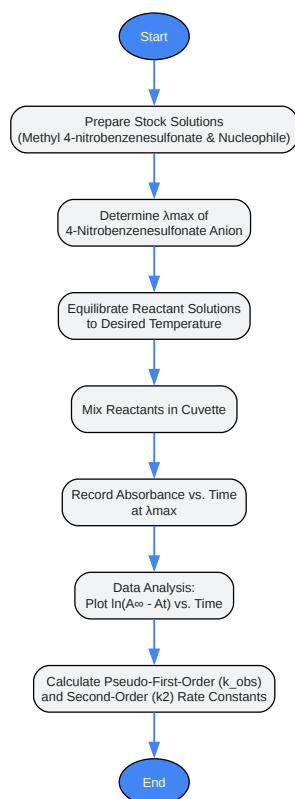 Start
Prepare Stock Solutions
(Methyl 4-nitrobenzenesulfonate & Nucleophile)
Determine λmax of
4-Nitrobenzenesulfonate Anion
Equilibrate Reactant Solutions
to Desired Temperature
Mix Reactants in Cuvette
Record Absorbance vs. Time
at λmax
Data Analysis:
Plot ln(A∞ - At) vs. Time
Calculate Pseudo-First-Order (k_obs)
and Second-Order (k2) Rate Constants
End